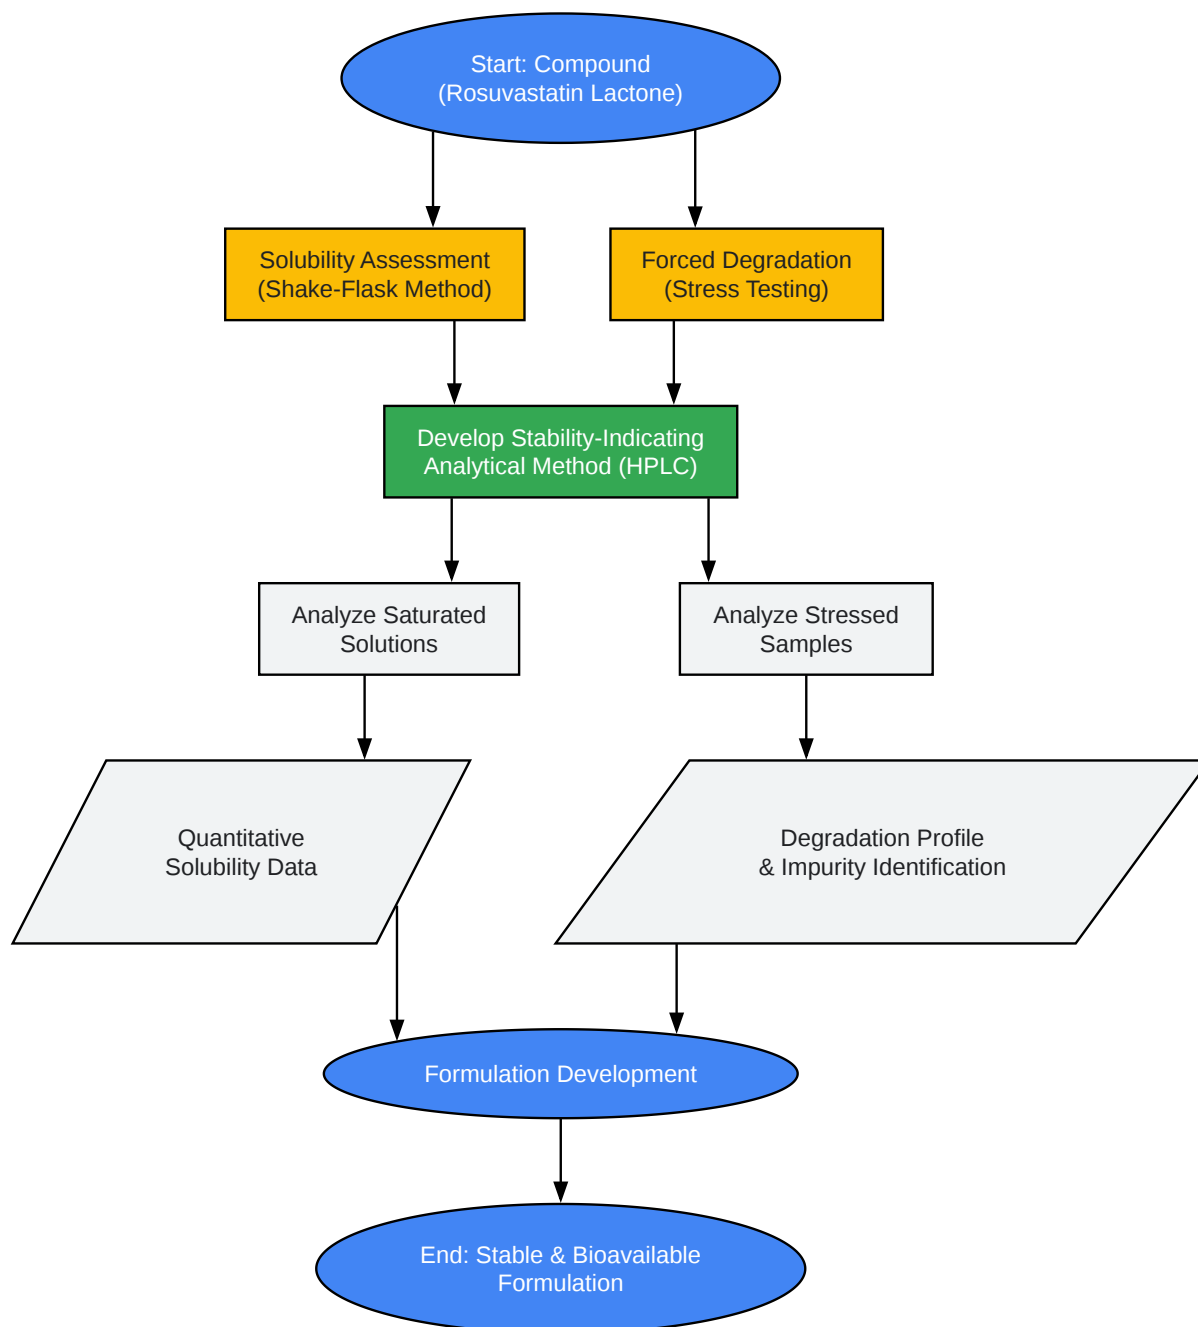 Start: Compound
(Rosuvastatin Lactone)
Solubility Assessment
(Shake-Flask Method)
Forced Degradation
(Stress Testing)
Develop Stability-Indicating
Analytical Method (HPLC)
Analyze Saturated
Solutions
Analyze Stressed
Samples
Quantitative
Solubility Data
Degradation Profile
& Impurity Identification
Formulation Development
End: Stable & Bioavailable
Formulation